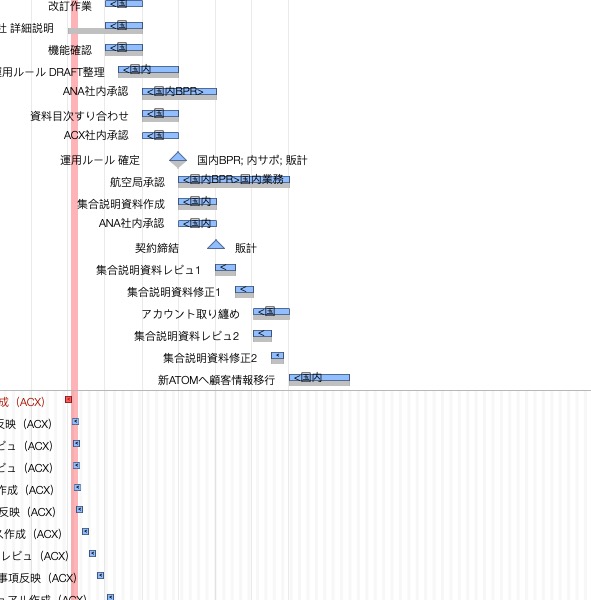 改訂作業 <国
社 詳細説明 <国
機能確認 <国
運用ルール DRAFT整理 <国内
ANA社内承認 <国内BPR>
資料目次すり合わせ <国
ACX社内承認 <国
運用ルール 確定 国内BPR; 内サポ; 販計
航空局承認 <国内BPR>国内業務
集合説明資料作成 <国内
ANA社内承認 <国内
契約締結 販計
集合説明資料レビュ1 <
集合説明資料修正1 <
アカウント取り纏め <国
集合説明資料レビュ2 <
集合説明資料修正2 <
新ATOMへ顧客情報移行 <国内
成（ACX）
反映（ACX）
ビュ（ACX）
ビュ（ACX）
作成（ACX）
反映（ACX）
作成（ACX）
レビュ（ACX）
事項反映（ACX）
ュアル作成（ACX）